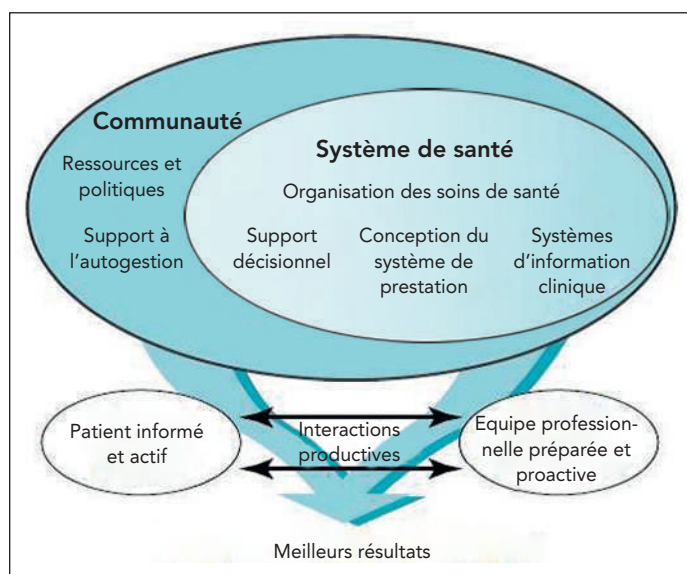 Communauté
Ressources et
politiques
Support à
l'autogestion
Système de santé
Organisation des soins de santé
Support
décisionnel
Conception du
système de
prestation
Systèmes
d'information
clinique
Patient informé
et actif
Interactions
productives
Equipe profession-
nelle préparée et
proactive
Meilleurs résultats